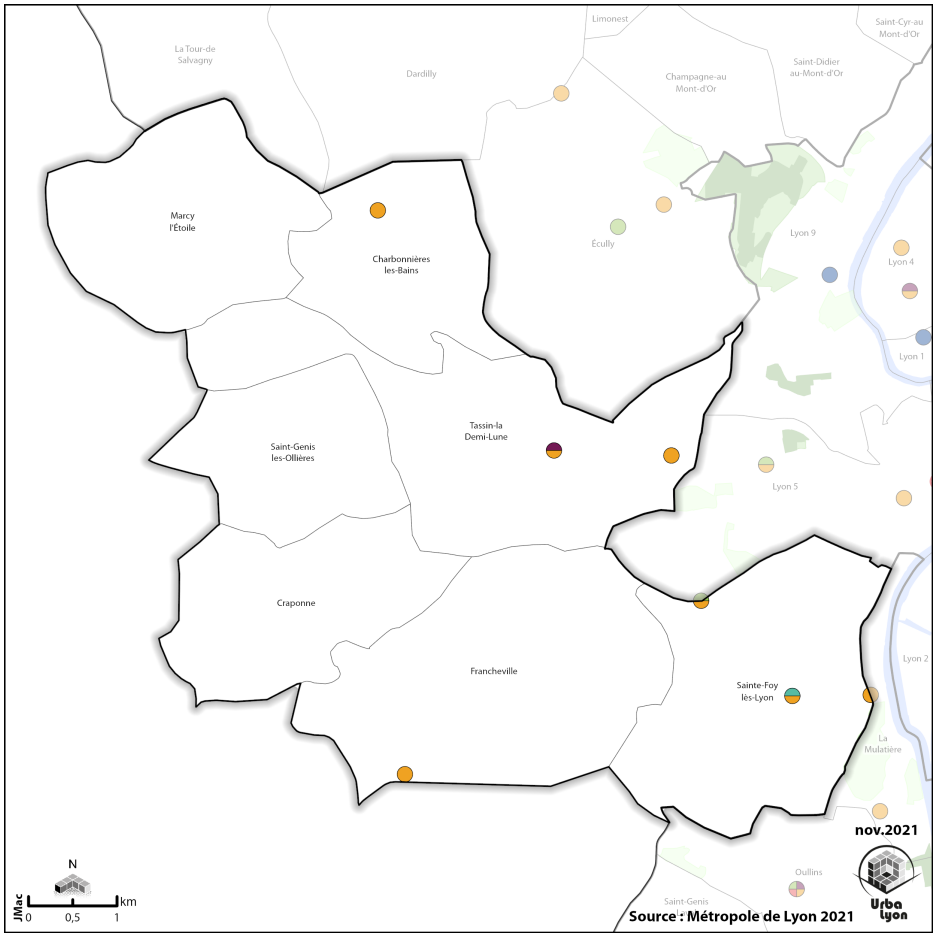 Limonest
Saint-Cyr-au
Mont-d'Or
La Tour-de
Salvagny
Dardilly
Saint-Didier
au-Mont-d'Or
Champagne-au
Mont-d'Or
Marcy
l'Étoile
Charbonnières
les-Bains
Écully
Lyon 9
Lyon 4
Lyon 1
Tassin-la
Demi-Lune
Saint-Genis
les-Ollières
Lyon 5
Craponne
Francheville
Sainte-Foy
lès-Lyon
Lyon 2
La
Mulatière
nov.2021
Oullins
Saint-Genis
N
JMac
km
0
0,5
1
Urba
Lyon
Source : Métropole de Lyon 2021